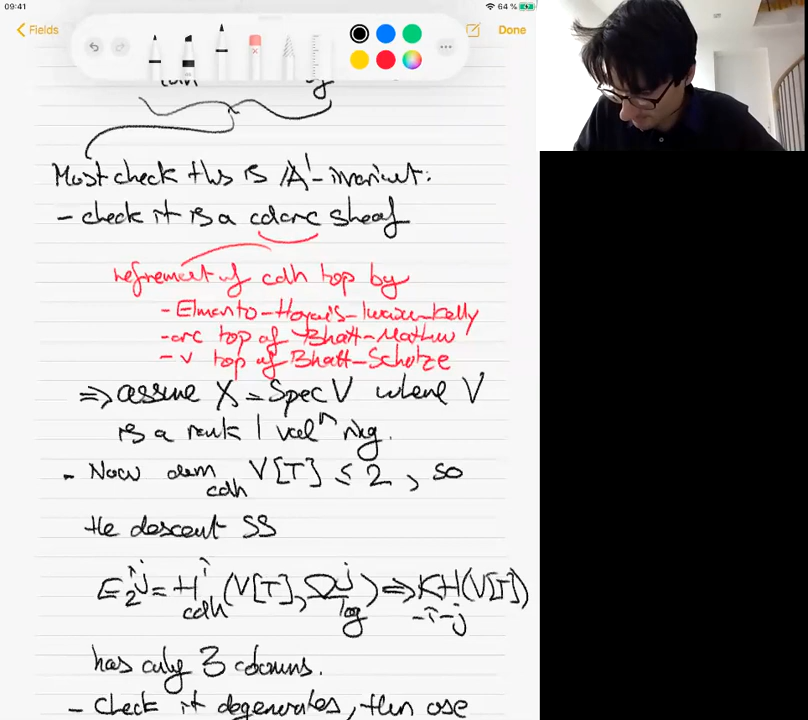 09:41
64 %
Fields
Done
Must check this is A¹-invariant:
- check it is a cdarc sheaf
refinement of cdh top by
- Elmanto-Hoyois-Iwasa-Kelly
- arc top of Bhatt-Mathew
- v top of Bhatt-Scholze
⇒ assume X = Spec V where V
is a rank 1 valⁿ ring.
- Now dim_cdh V[T] ≤ 2, so
the descent SS
E_2^{ij} = H^i_cdh (V[T], Ω^j_log) ⇒ KH_{-i-j}(V[T])
has only 3 columns.
- Check it degenerates, then use